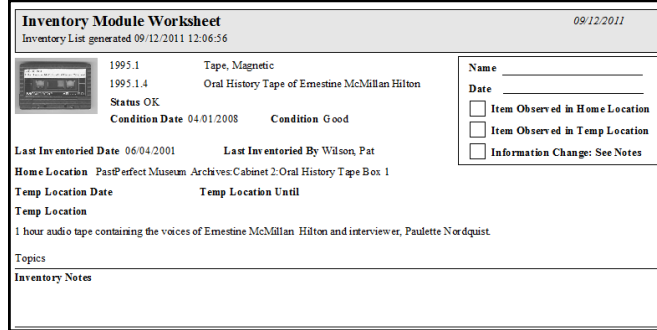 Inventory Module Worksheet
09/12/2011
Inventory List generated 09/12/2011 12:06:56
1995.1 Tape, Magnetic
1995.1.4 Oral History Tape of Ernestine McMillan Hilton
Status OK
Condition Date 04/01/2008 Condition Good
Name
Date
Item Observed in Home Location
Item Observed in Temp Location
Information Change: See Notes
Last Inventoried Date 06/04/2001 Last Inventoried By Wilson, Pat
Home Location PastPerfect Museum Archives:Cabinet 2:Oral History Tape Box 1
Temp Location Date Temp Location Until
Temp Location
1 hour audio tape containing the voices of Ernestine McMillan Hilton and interviewer, Paulette Nordquist.
Topics
Inventory Notes